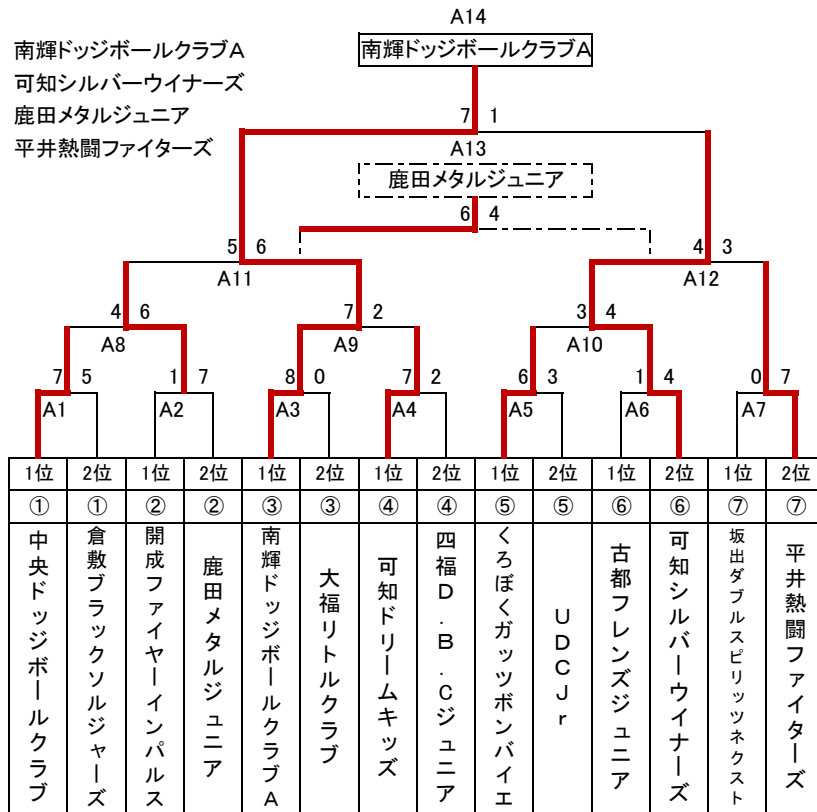 A14
南輝ドッジボールクラブA
南輝ドッジボールクラブA
可知シルバーウイナーズ
鹿田メタルジュニア
平井熱闘ファイターズ
7 1
A13
鹿田メタルジュニア
6 4
5 6
A11
4 3
A12
4 6
A8
7 2
A9
3 4
A10
7 5
A1
1 7
A2
8 0
A3
7 2
A4
6 3
A5
1 4
A6
0 7
A7
1位 2位 1位 2位 1位 2位 1位 2位 1位 2位 1位 2位 1位 2位
① ① ② ② ③ ③ ④ ④ ⑤ ⑤ ⑥ ⑥ ⑦ ⑦
中央ドッジボールクラブ
倉敷ブラックソルジャーズ
開成ファイヤーインパルス
鹿田メタルジュニア
南輝ドッジボールクラブA
大福リトルクラブ
可知ドリームキッズ
四福D.B.Cジュニア
くろぼくガッツボンバイエ
UDCJr
古都フレンズジュニア
可知シルバーウイナーズ
坂出ダブルスピリッツネクスト
平井熱闘ファイターズ